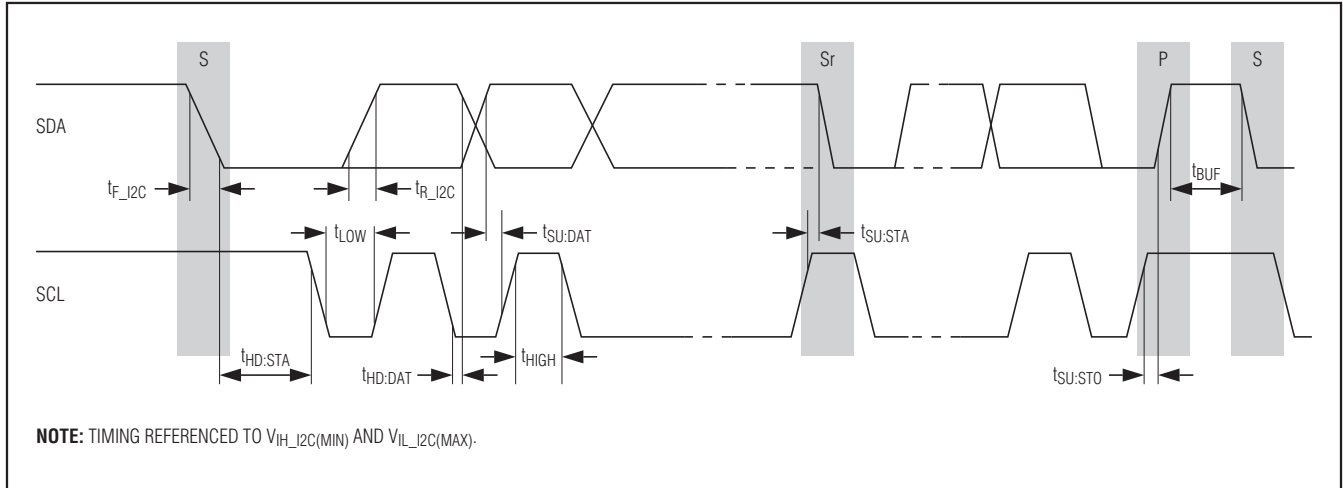 S
Sr
P
S
SDA
tF_I2C
tR_I2C
tBUF
tLOW
tSU:DAT
tSU:STA
SCL
tHD:STA
tHD:DAT
tHIGH
tSU:STO
NOTE: TIMING REFERENCED TO VIH_I2C(MIN) AND VIL_I2C(MAX).